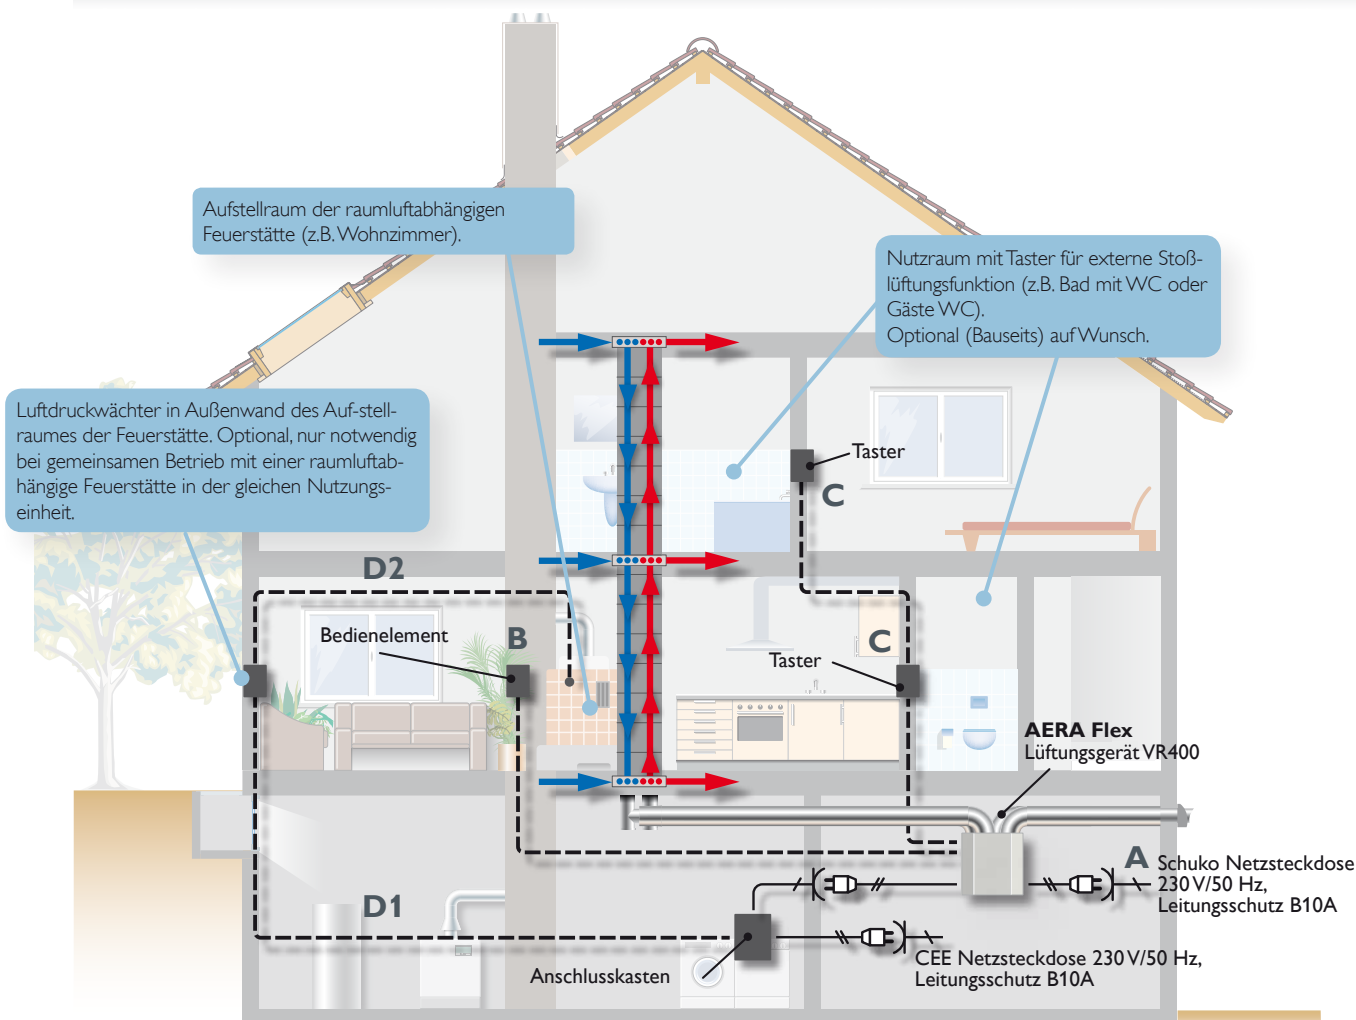 Aufstellraum der raumluftabhängigen
Feuerstätte (z.B. Wohnzimmer).
Nutzraum mit Taster für externe Stoß-
lüftungsfunktion (z.B. Bad mit WC oder
Gäste WC).
Optional (Bauseits) auf Wunsch.
Luftdruckwächter in Außenwand des Auf-stell-
raumes der Feuerstätte. Optional, nur notwendig
bei gemeinsamen Betrieb mit einer raumluftab-
hängige Feuerstätte in der gleichen Nutzungs-
einheit.
Taster
C
D2
Bedienelement
B
C
Taster
AERA Flex
Lüftungsgerät VR400
A
Schuko Netzsteckdose
230 V/50 Hz,
Leitungsschutz B10A
D1
Anschlusskasten
CEE Netzsteckdose 230 V/50 Hz,
Leitungsschutz B10A